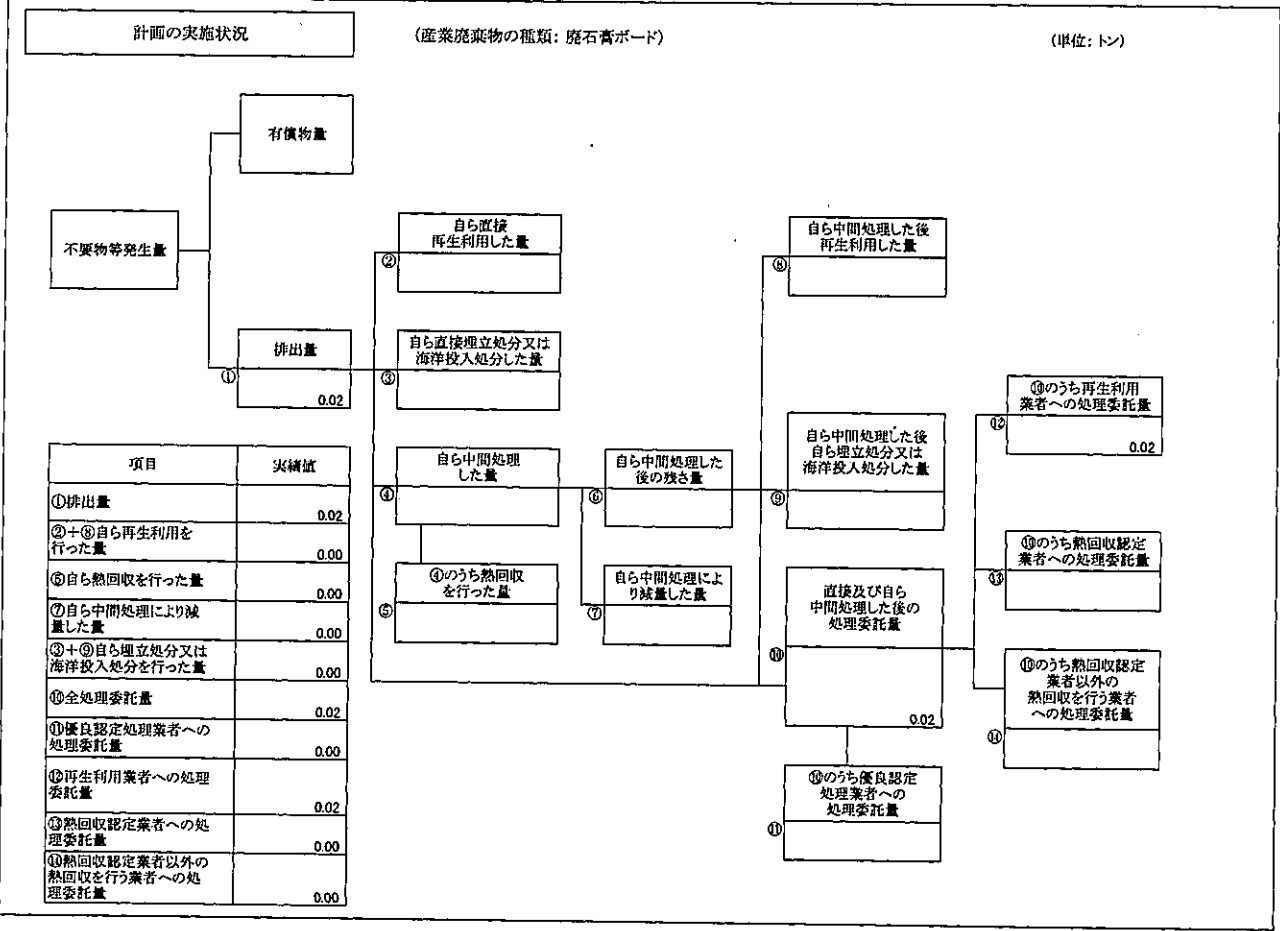 計画の実施状況
(産業廃棄物の種類: 廃石膏ボード)
(単位: トン)
有償物量
不要物等発生量
排出量
①
0.02
自ら直接
再生利用した量
②
自ら直接埋立処分又は
海洋投入処分した量
③
自ら中間処理
した量
④
④のうち熱回収
を行った量
⑤
自ら中間処理した
後の残さ量
⑥
自ら中間処理によ
り減量した量
⑦
自ら中間処理した後
再生利用した量
⑧
自ら中間処理した後
自ら埋立処分又は
海洋投入処分した量
⑨
直接及び自ら
中間処理した後の
処理委託量
⑩
0.02
⑩のうち優良認定
処理業者への
処理委託量
⑪
⑩のうち再生利用
業者への処理委託量
⑫
0.02
⑩のうち熱回収認定
業者への処理委託量
⑬
⑩のうち熱回収認定
業者以外の
熱回収を行う業者
への処理委託量
⑭
項目 実績値
①排出量
0.02
②+⑧自ら再生利用を
行った量
0.00
⑤自ら熱回収を行った量
0.00
⑦自ら中間処理により減
量した量
0.00
③+⑨自ら埋立処分又は
海洋投入処分を行った量
0.00
⑩全処理委託量
0.02
⑪優良認定処理業者への
処理委託量
0.00
⑫再生利用業者への処理
委託量
0.02
⑬熱回収認定業者への処
理委託量
0.00
⑭熱回収認定業者以外の
熱回収を行う業者への処
理委託量
0.00